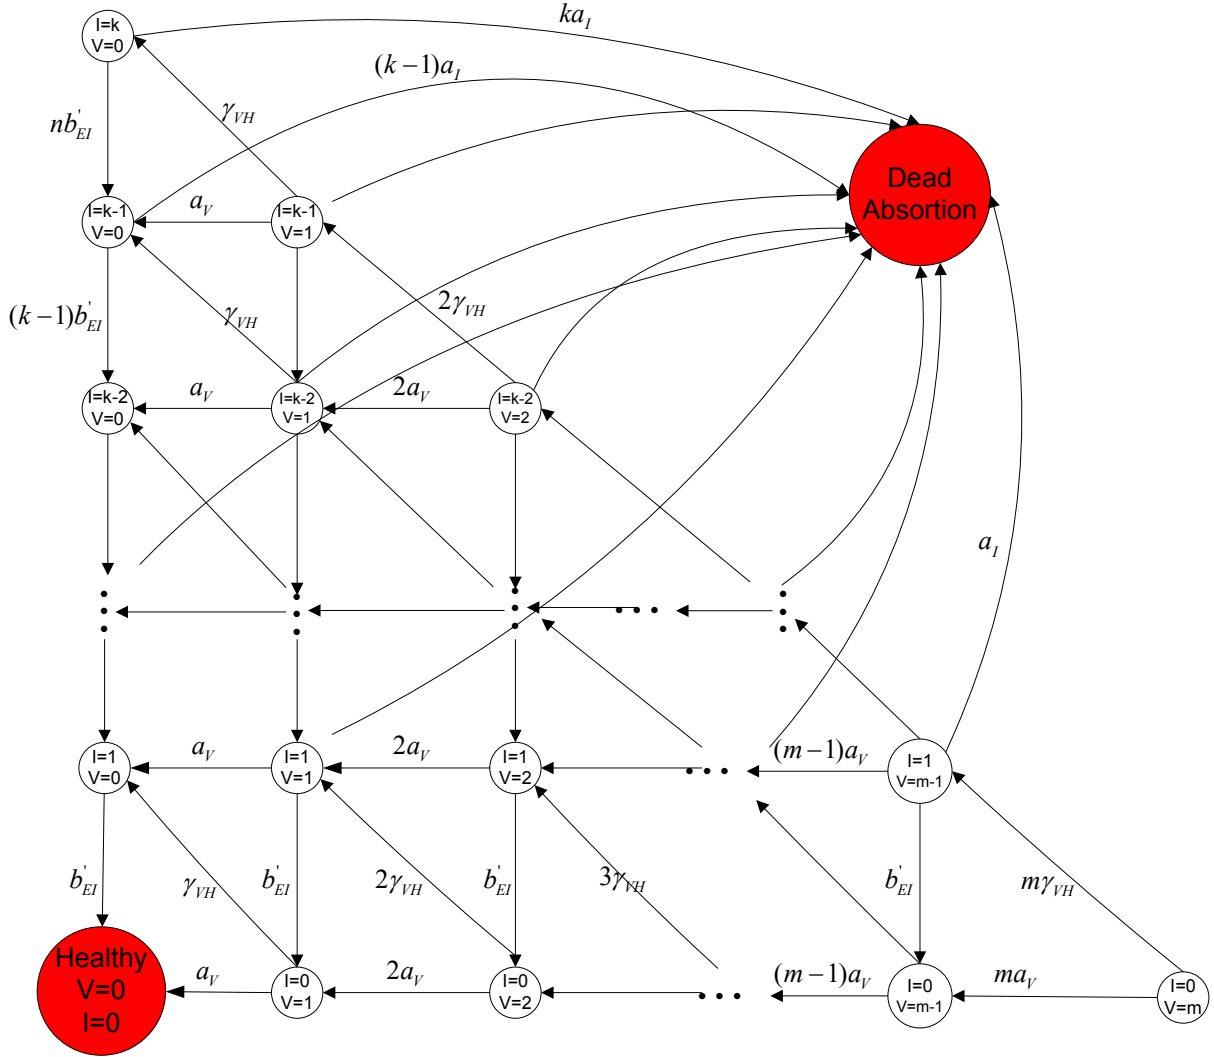 ka_I
I=k
V=0
(k−1)a_I
γ_VH
nb'_EI
Dead
Absortion
I=k-1
V=0
a_V
I=k-1
V=1
(k−1)b'_EI
γ_VH
2γ_VH
I=k-2
V=0
a_V
I=k-2
V=1
2a_V
I=k-2
V=2
a_I
I=1
V=0
a_V
I=1
V=1
2a_V
I=1
V=2
(m−1)a_V
I=1
V=m-1
b'_EI
γ_VH
b'_EI
2γ_VH
b'_EI
3γ_VH
b'_EI
mγ_VH
Healthy
V=0
I=0
a_V
I=0
V=1
2a_V
I=0
V=2
(m−1)a_V
I=0
V=m-1
ma_V
I=0
V=m